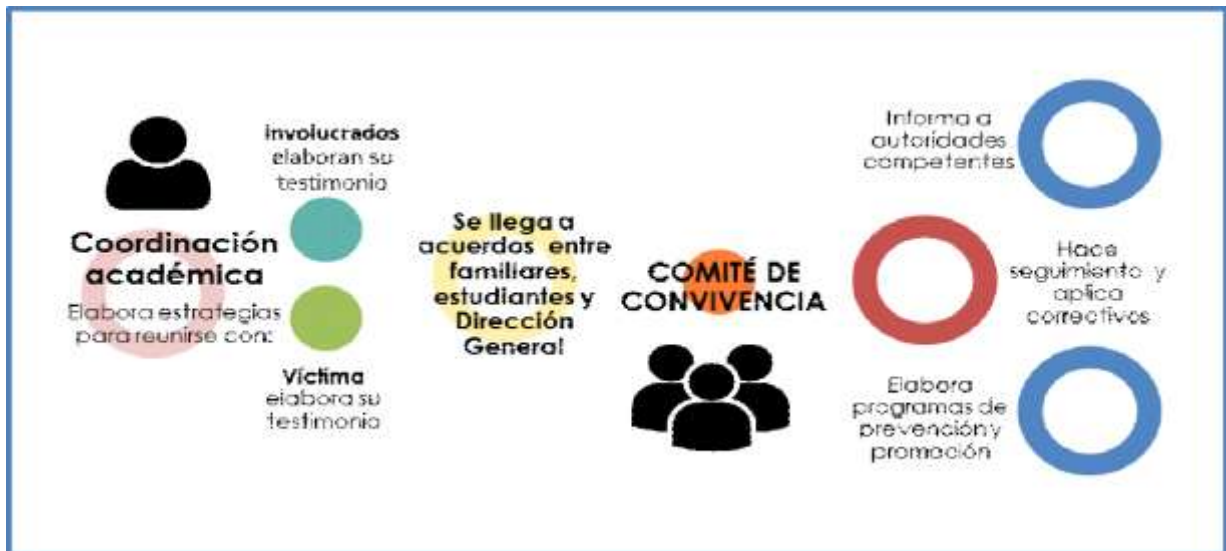 Coordinación
académica
Elabora estrategias
para reunirse con:
involucrados
elaboran su
testimonio
Víctima
elabora su
testimonio
Se llega a
acuerdos entre
familiares,
estudiantes y
Dirección
General
COMITÉ DE
CONVIVENCIA
Informa a
autoridades
competentes
Hace
seguimiento y
aplica
correctivos
Elabora
programas de
prevención y
promoción